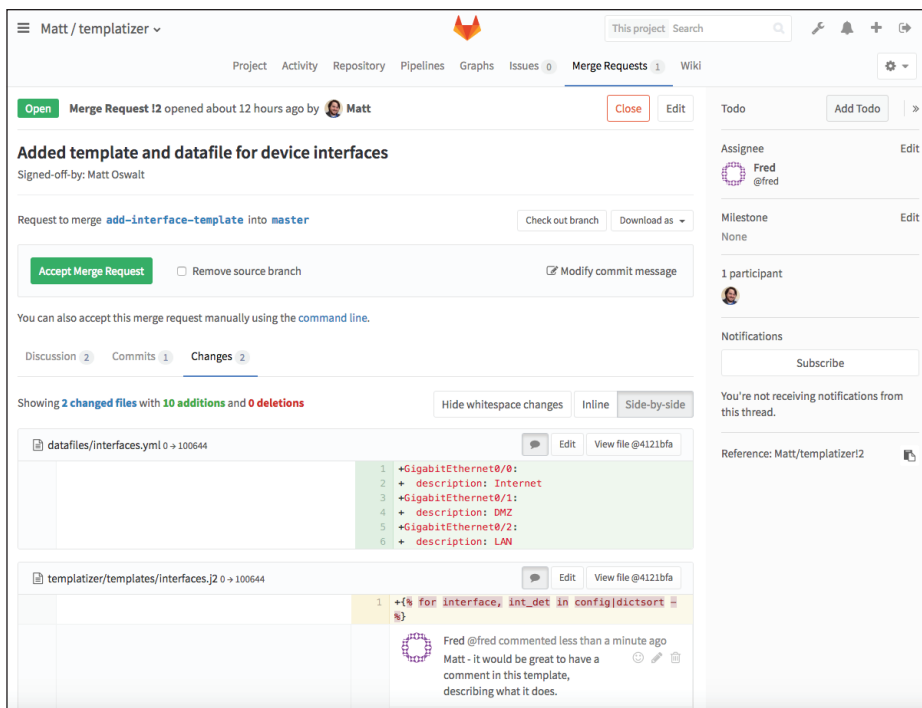 Matt / templatizer
This project Search
Project Activity Repository Pipelines Graphs Issues 0 Merge Requests 1 Wiki
Open Merge Request !2 opened about 12 hours ago by Matt
Close Edit
Added template and datafile for device interfaces
Signed-off-by: Matt Oswalt
Request to merge add-interface-template into master
Check out branch Download as
Accept Merge Request Remove source branch Modify commit message
You can also accept this merge request manually using the command line.
Discussion 2 Commits 1 Changes 2
Showing 2 changed files with 10 additions and 0 deletions
Hide whitespace changes Inline Side-by-side
datafiles/interfaces.yml 0 → 100644
Edit View file @4121bfa
1 +GigabitEthernet0/0:
2 + description: Internet
3 +GigabitEthernet0/1:
4 + description: DMZ
5 +GigabitEthernet0/2:
6 + description: LAN
templatizer/templates/interfaces.j2 0 → 100644
Edit View file @4121bfa
1 +{% for interface, int_det in config|dictsort -
%}
Fred @fred commented less than a minute ago
Matt - it would be great to have a
comment in this template,
describing what it does.
Todo Add Todo »
Assignee Edit
Fred
@fred
Milestone Edit
None
1 participant
Notifications
Subscribe
You're not receiving notifications from
this thread.
Reference: Matt/templatizer!2